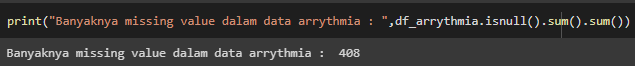 print("Banyaknya missing value dalam data arrythmia : ",df_arrythmia.isnull().sum().sum())
Banyaknya missing value dalam data arrythmia :  408